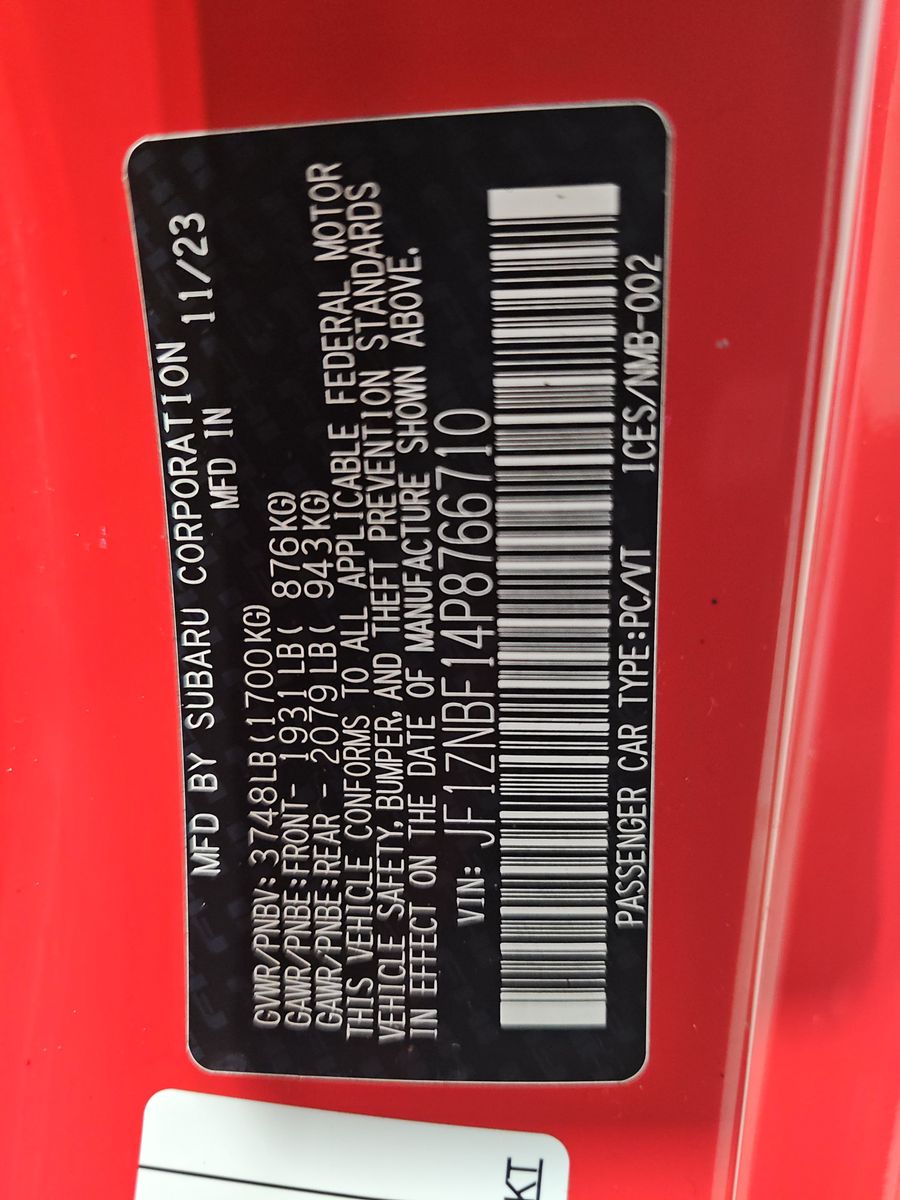 MFD BY SUBARU CORPORATION 11/23
MFD IN
GVWR/PNBV: 3748LB(1700KG)
GAWR/PNBE:FRONT- 1931LB( 876KG)
GAWR/PNBE:REAR - 2079LB( 943KG)
THIS VEHICLE CONFORMS TO ALL APPLICABLE FEDERAL MOTOR
VEHICLE SAFETY, BUMPER, AND THEFT PREVENTION STANDARDS
IN EFFECT ON THE DATE OF MANUFACTURE SHOWN ABOVE.
VIN: JF1ZNBF14P8766710
PASSENGER CAR TYPE:PC/VT ICES/NMB-002
KT